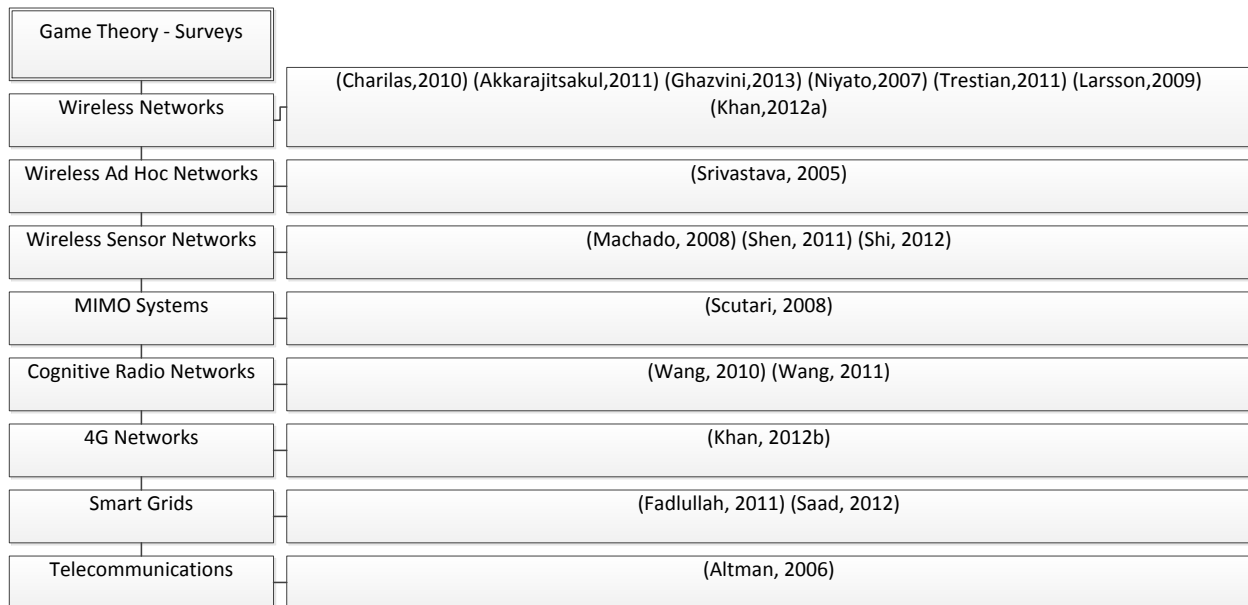 Game Theory - Surveys
Wireless Networks
(Charilas,2010) (Akkarajitsakul,2011) (Ghazvini,2013) (Niyato,2007) (Trestian,2011) (Larsson,2009)
(Khan,2012a)
Wireless Ad Hoc Networks
(Srivastava, 2005)
Wireless Sensor Networks
(Machado, 2008) (Shen, 2011) (Shi, 2012)
MIMO Systems
(Scutari, 2008)
Cognitive Radio Networks
(Wang, 2010) (Wang, 2011)
4G Networks
(Khan, 2012b)
Smart Grids
(Fadlullah, 2011) (Saad, 2012)
Telecommunications
(Altman, 2006)